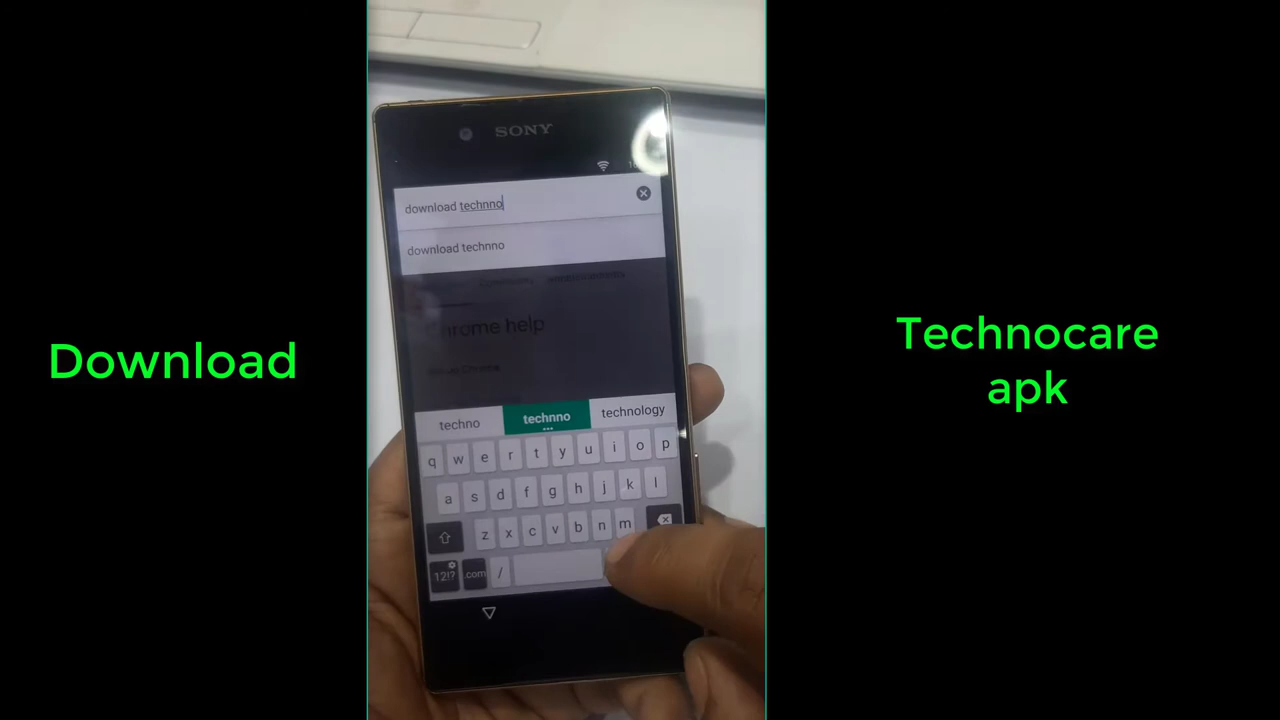 Download
SONY
download technno
download technno
Chrome help
techno
technno
technology
q w e r t y u i o p
a s d f g h j k l
z x c v b n m
12!? .com /
Technocare
apk